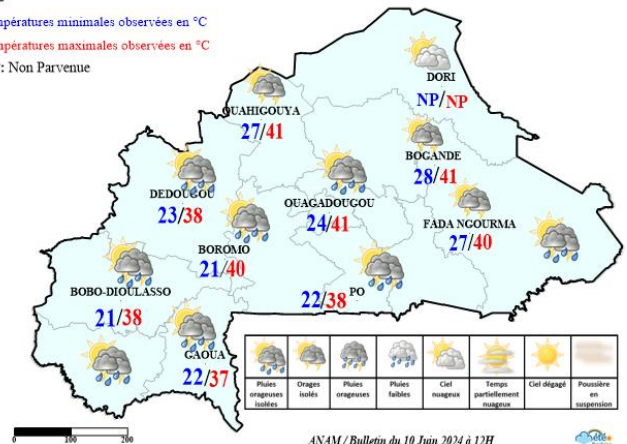 mpératures minimales observées en °C
mpératures maximales observées en °C
: Non Parvenue
DORI
NP/NP
OUAHIGOUYA
27/41
BOGANDE
28/41
DEDOUGOU
23/38
OUAGADOUGOU
24/41
FADA NGOURMA
27/40
BOROMO
21/40
BOBO-DIOULASSO
21/38
22/38 PO
GAOUA
22/37
Pluies orageuses isolées
Orages isolés
Pluies orageuses
Pluies faibles
Ciel nuageux
Temps partiellement nuageux
Ciel dégagé
Poussière en suspension
0 100 200
ANAM / Bulletin du 10 Juin 2024 à 12H